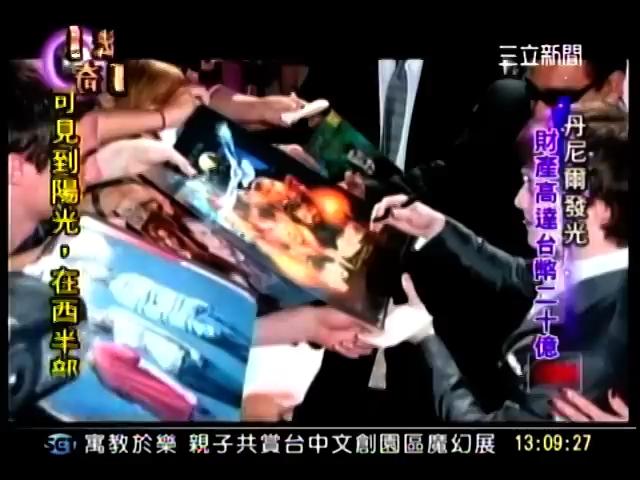 三立新聞
可見到陽光，在西半部
丹尼爾發光
財產高達台幣二十億
寓教於樂 親子共賞台中文創園區魔幻展 13:09:27